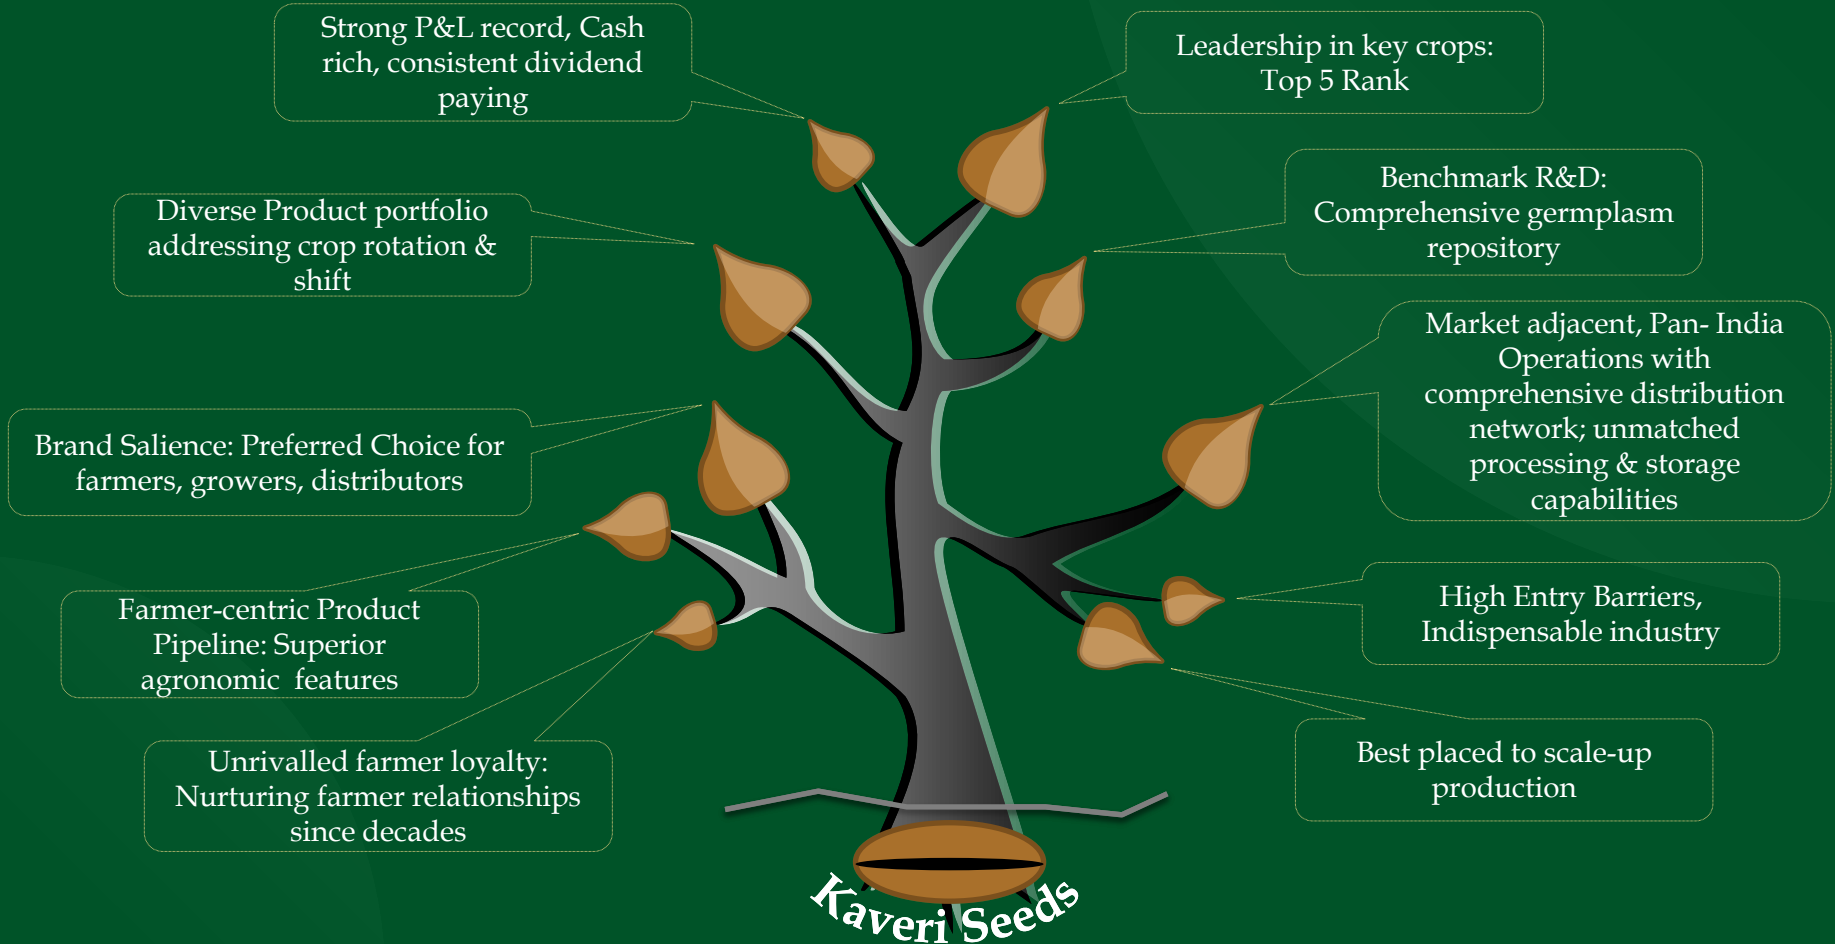 Strong P&L record, Cash
rich, consistent dividend
paying
Leadership in key crops:
Top 5 Rank
Diverse Product portfolio
addressing crop rotation &
shift
Benchmark R&D:
Comprehensive germplasm
repository
Brand Salience: Preferred Choice for
farmers, growers, distributors
Market adjacent, Pan- India
Operations with
comprehensive distribution
network; unmatched
processing & storage
capabilities
Farmer-centric Product
Pipeline: Superior
agronomic  features
High Entry Barriers,
Indispensable industry
Unrivalled farmer loyalty:
Nurturing farmer relationships
since decades
Best placed to scale-up
production
Kaveri Seeds